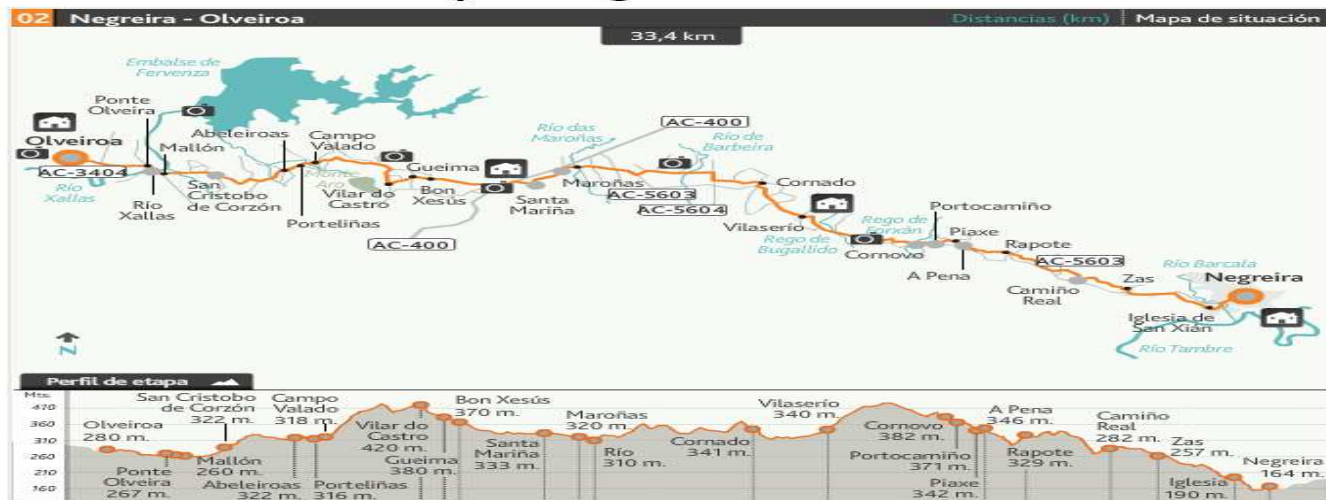 02 Negreira - Olveiroa
Distancias (km)
Mapa de situación
33,4 km
Embalse de
Fervenza
Ponte
Olveira
Olveiroa
AC-3404
Río
Xallas
Río
Xallas
Mallón
San
Cristobo
de Corzón
Abeleiroas
Porteliñas
Campo
Valado
Monte
Aro
Vilar do
Castro
Gueima
Bon
Xesús
AC-400
Santa
Mariña
Río das
Maroñas
Maroñas
AC-400
AC-5603
AC-5604
Río de
Barbeira
Cornado
Vilaserío
Rego de
Bugallido
Rego de
Forxán
Cornovo
Portocamiño
A Pena
Piaxe
Rapote
AC-5603
Camiño
Real
Zas
Río Barcala
Negreira
Iglesia de
San Xián
Río Tambre
N
Perfil de etapa
Mts.
410
360
310
260
210
160
Olveiroa
280 m.
Ponte
Olveira
267 m.
San Cristobo
de Corzón
322 m.
Mallón
260 m.
Abeleiroas
322 m.
Campo
Valado
318 m.
Porteliñas
316 m.
Vilar do
Castro
420 m.
Gueima
380 m.
Bon Xesús
370 m.
Santa
Mariña
333 m.
Maroñas
320 m.
Río
310 m.
Cornado
341 m.
Vilaserío
340 m.
Cornovo
382 m.
Portocamiño
371 m.
Piaxe
342 m.
A Pena
346 m.
Rapote
329 m.
Camiño
Real
282 m.
Zas
257 m.
Iglesia
190 m.
Negreira
164 m.